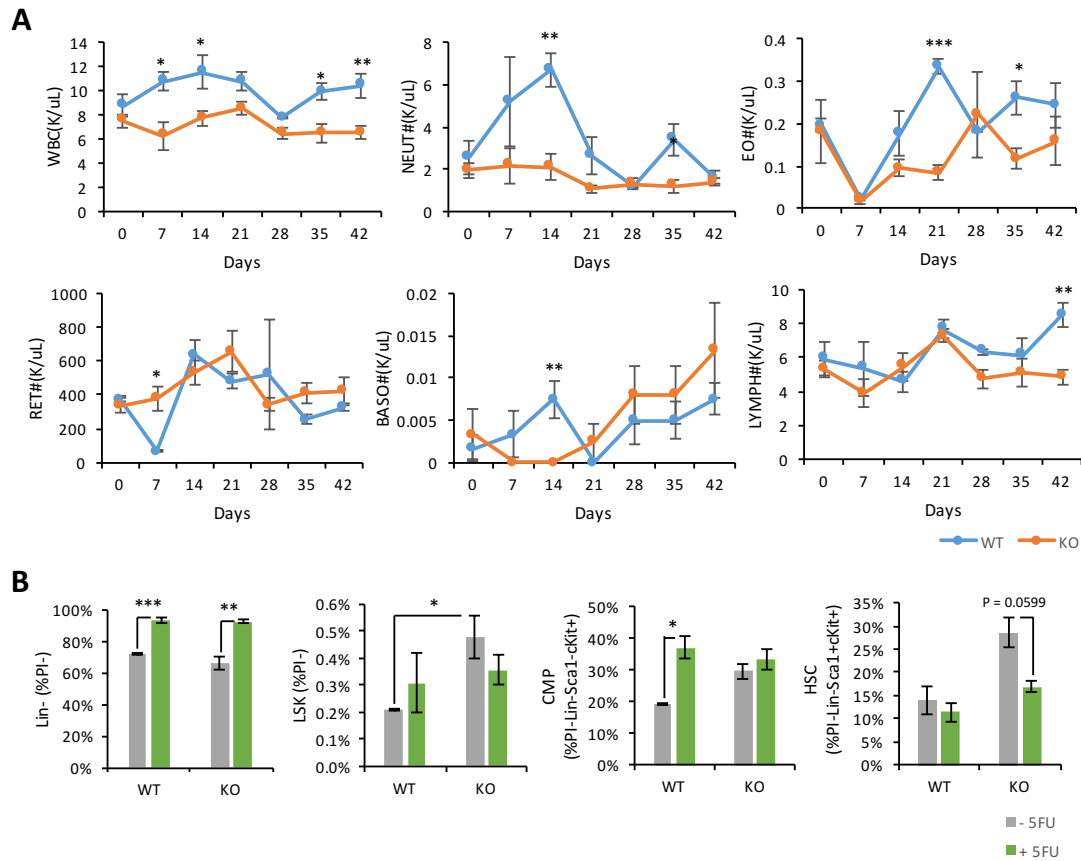 A
WBC(K/uL)
14
12
10
8
6
4
2
0
* * * **
0 7 14 21 28 35 42
Days
NEUT#(K/uL)
8
6
4
2
0
** *
0 7 14 21 28 35 42
Days
EO#(K/uL)
0.4
0.3
0.2
0.1
0
*** *
0 7 14 21 28 35 42
Days
RET#(K/uL)
1000
800
600
400
200
0
*
0 7 14 21 28 35 42
Days
BASO#(K/uL)
0.02
0.015
0.01
0.005
0
**
0 7 14 21 28 35 42
Days
LYMPH#(K/uL)
10
8
6
4
2
0
**
0 7 14 21 28 35 42
Days
WT KO
B
Lin- (%PI-)
100%
80%
60%
40%
20%
0%
*** **
WT KO
LSK (%PI-)
0.6%
0.5%
0.4%
0.3%
0.2%
0.1%
0.0%
*
WT KO
CMP
(%PI-Lin-Sca1-cKit+)
50%
40%
30%
20%
10%
0%
*
WT KO
HSC
(%PI-Lin-Sca1+cKit+)
35%
30%
25%
20%
15%
10%
5%
0%
P = 0.0599
WT KO
- 5FU
+ 5FU